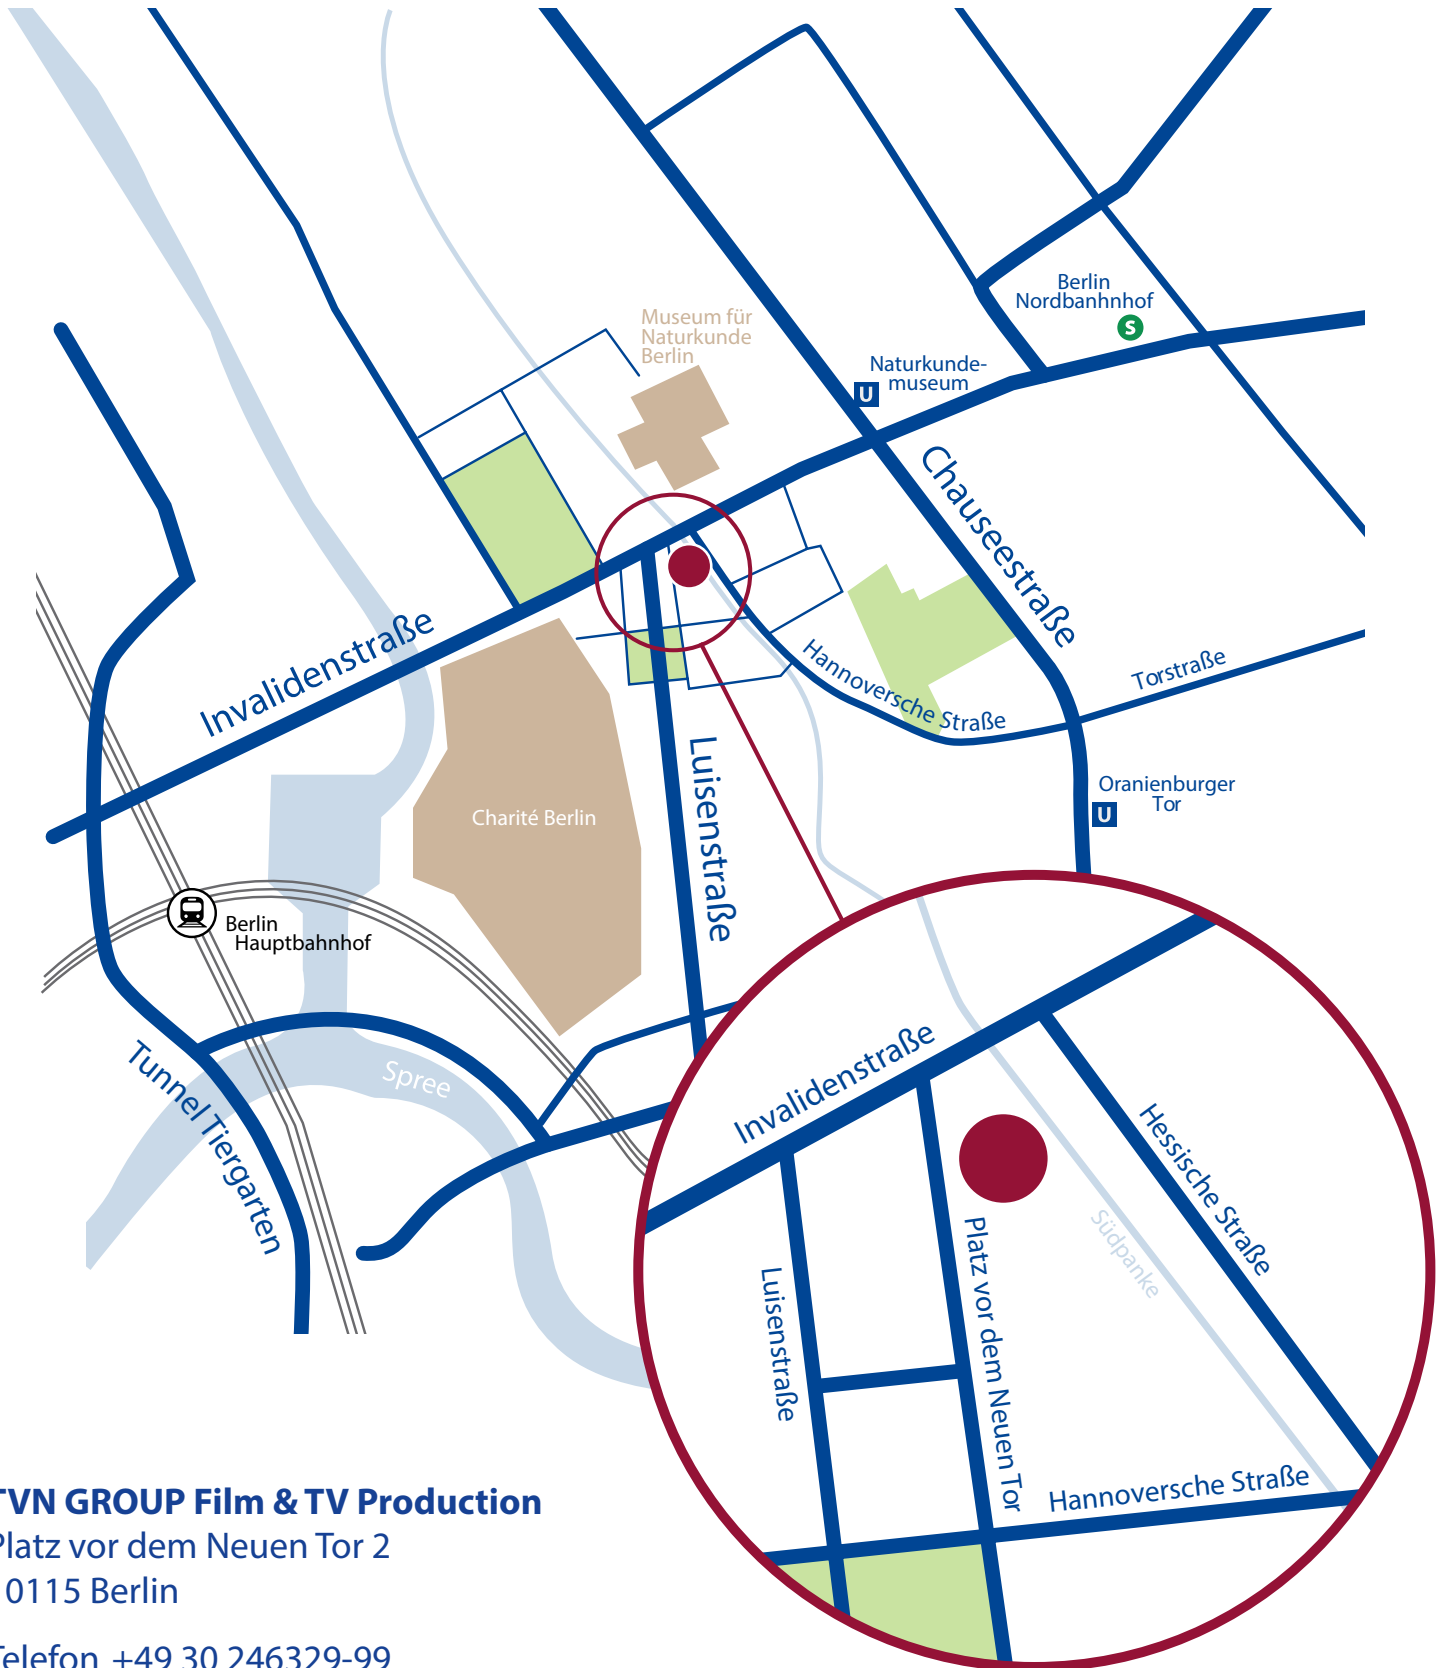 Berlin
Nordbanhnhof
S
Museum für
Naturkunde
Berlin
Naturkunde-
museum
U
Chauseestraße
Invalidenstraße
Hannoversche Straße
Torstraße
Luisenstraße
Oranienburger
Tor
U
Charité Berlin
Berlin
Hauptbahnhof
Spree
Tunnel Tiergarten
Invalidenstraße
Hessische Straße
Südpanke
Platz vor dem Neuen Tor
Luisenstraße
Hannoversche Straße
TVN GROUP Film & TV Production
Platz vor dem Neuen Tor 2
0115 Berlin
Telefon +49 30 246329-99